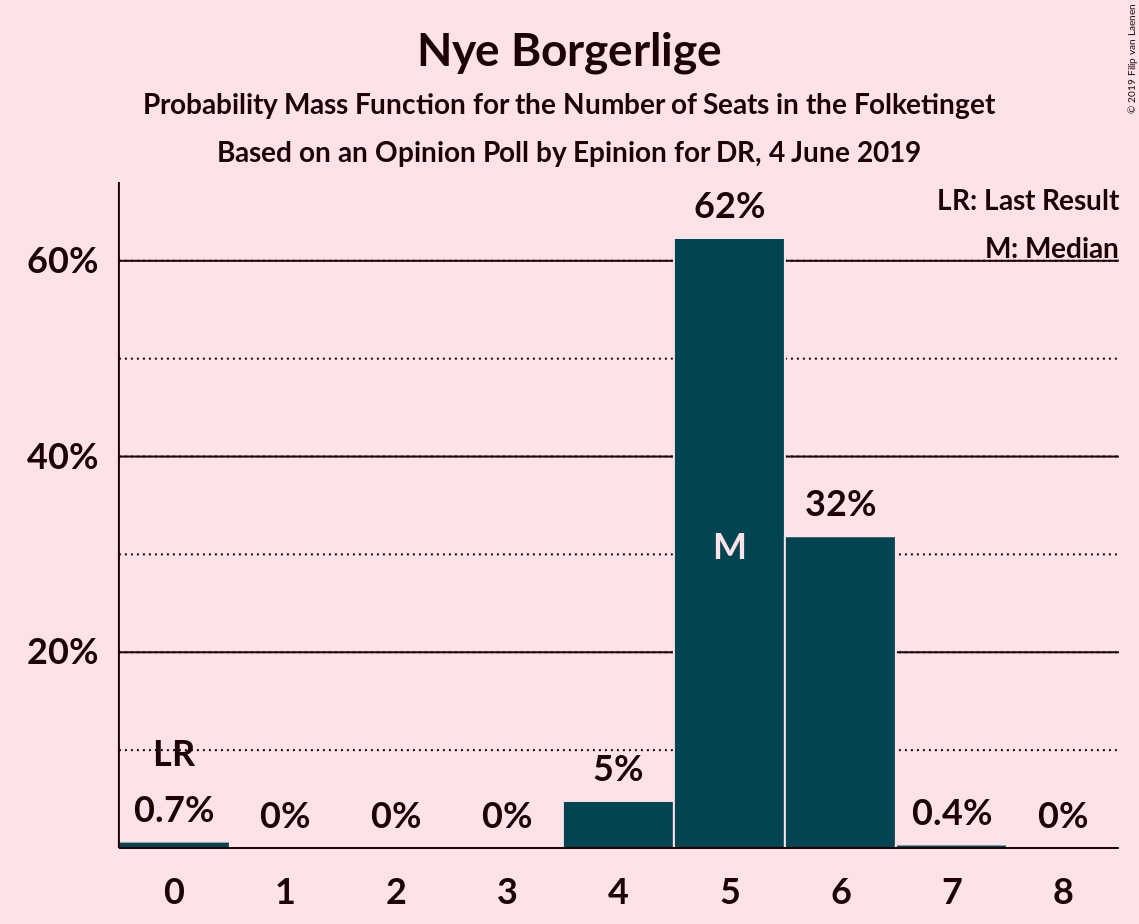 Nye Borgerlige
Probability Mass Function for the Number of Seats in the Folketinget
Based on an Opinion Poll by Epinion for DR, 4 June 2019
© 2019 Filip van Laenen
LR: Last Result
M: Median
62%
60%
40%
32%
M
20%
LR
5%
0.7%
0%
0%
0%
0.4%
0%
0 1 2 3 4 5 6 7 8